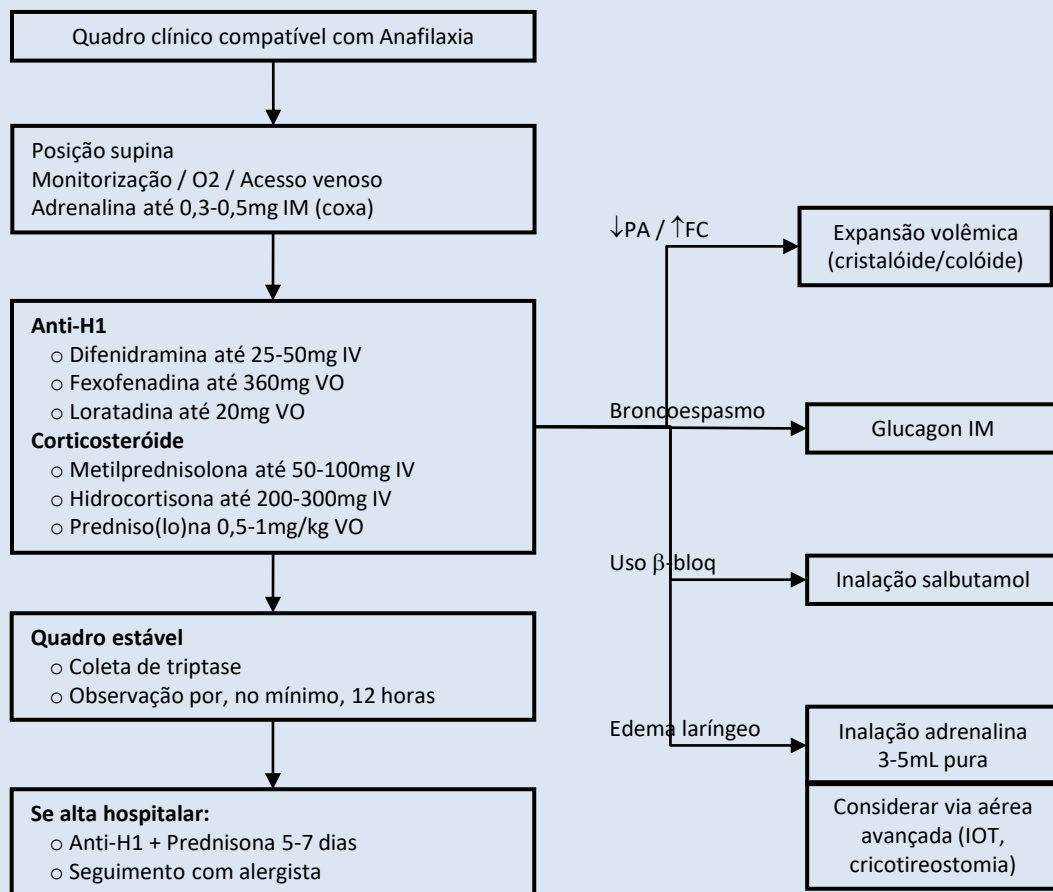 Quadro clínico compatível com Anafilaxia
Posição supina
Monitorização / O2 / Acesso venoso
Adrenalina até 0,3-0,5mg IM (coxa)
Anti-H1
o Difenidramina até 25-50mg IV
o Fexofenadina até 360mg VO
o Loratadina até 20mg VO
Corticosteróide
o Metilprednisolona até 50-100mg IV
o Hidrocortisona até 200-300mg IV
o Predniso(lo)na 0,5-1mg/kg VO
Quadro estável
o Coleta de triptase
o Observação por, no mínimo, 12 horas
Se alta hospitalar:
o Anti-H1 + Prednisona 5-7 dias
o Seguimento com alergista
↓PA / ↑FC
Expansão volêmica
(cristalóide/colóide)
Broncoespasmo
Glucagon IM
Uso β-bloq
Inalação salbutamol
Edema laríngeo
Inalação adrenalina
3-5mL pura
Considerar via aérea
avançada (IOT,
cricotireostomia)